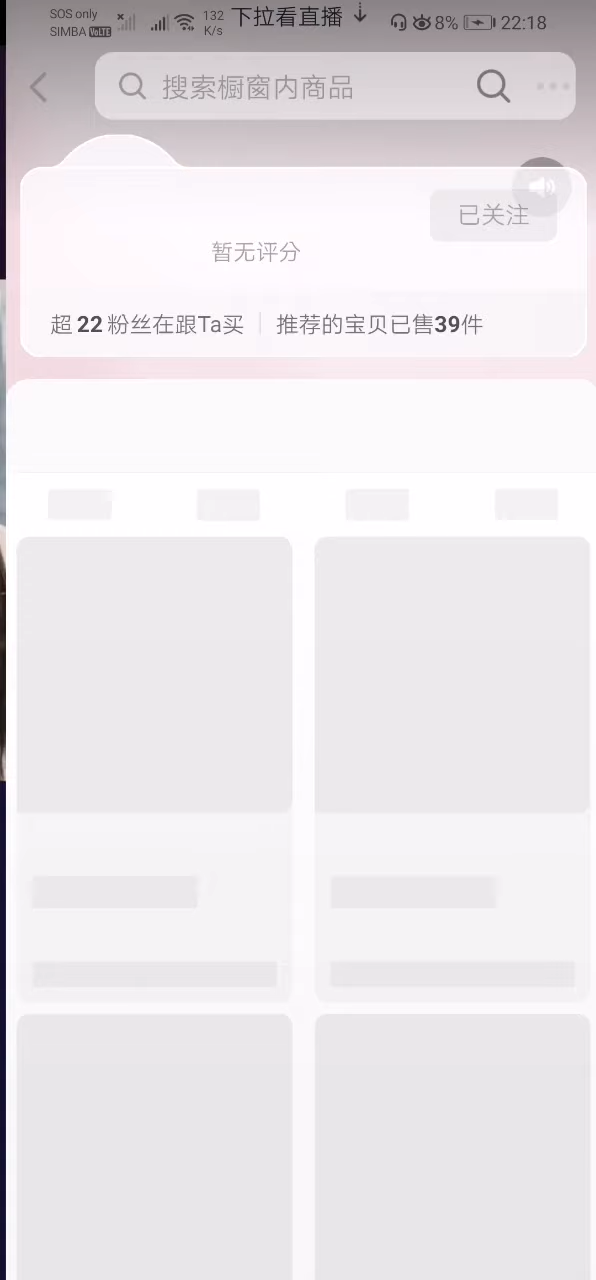 SOS only
SIMBA VoLTE
132 K/s
下拉看直播
8%
22:18
搜索橱窗内商品
已关注
暂无评分
超 22 粉丝在跟Ta买
推荐的宝贝已售39件